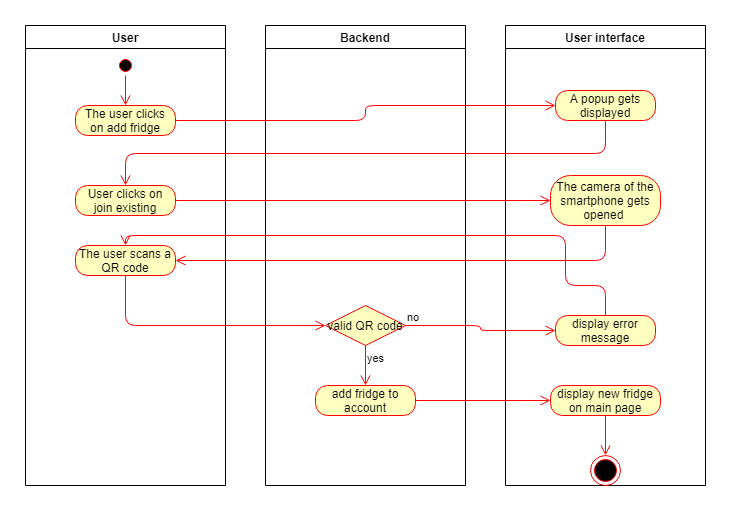 User
Backend
User interface
The user clicks
on add fridge
A popup gets
displayed
User clicks on
join existing
The camera of the
smartphone gets
opened
The user scans a
QR code
valid QR code
no
display error
message
yes
add fridge to
account
display new fridge
on main page